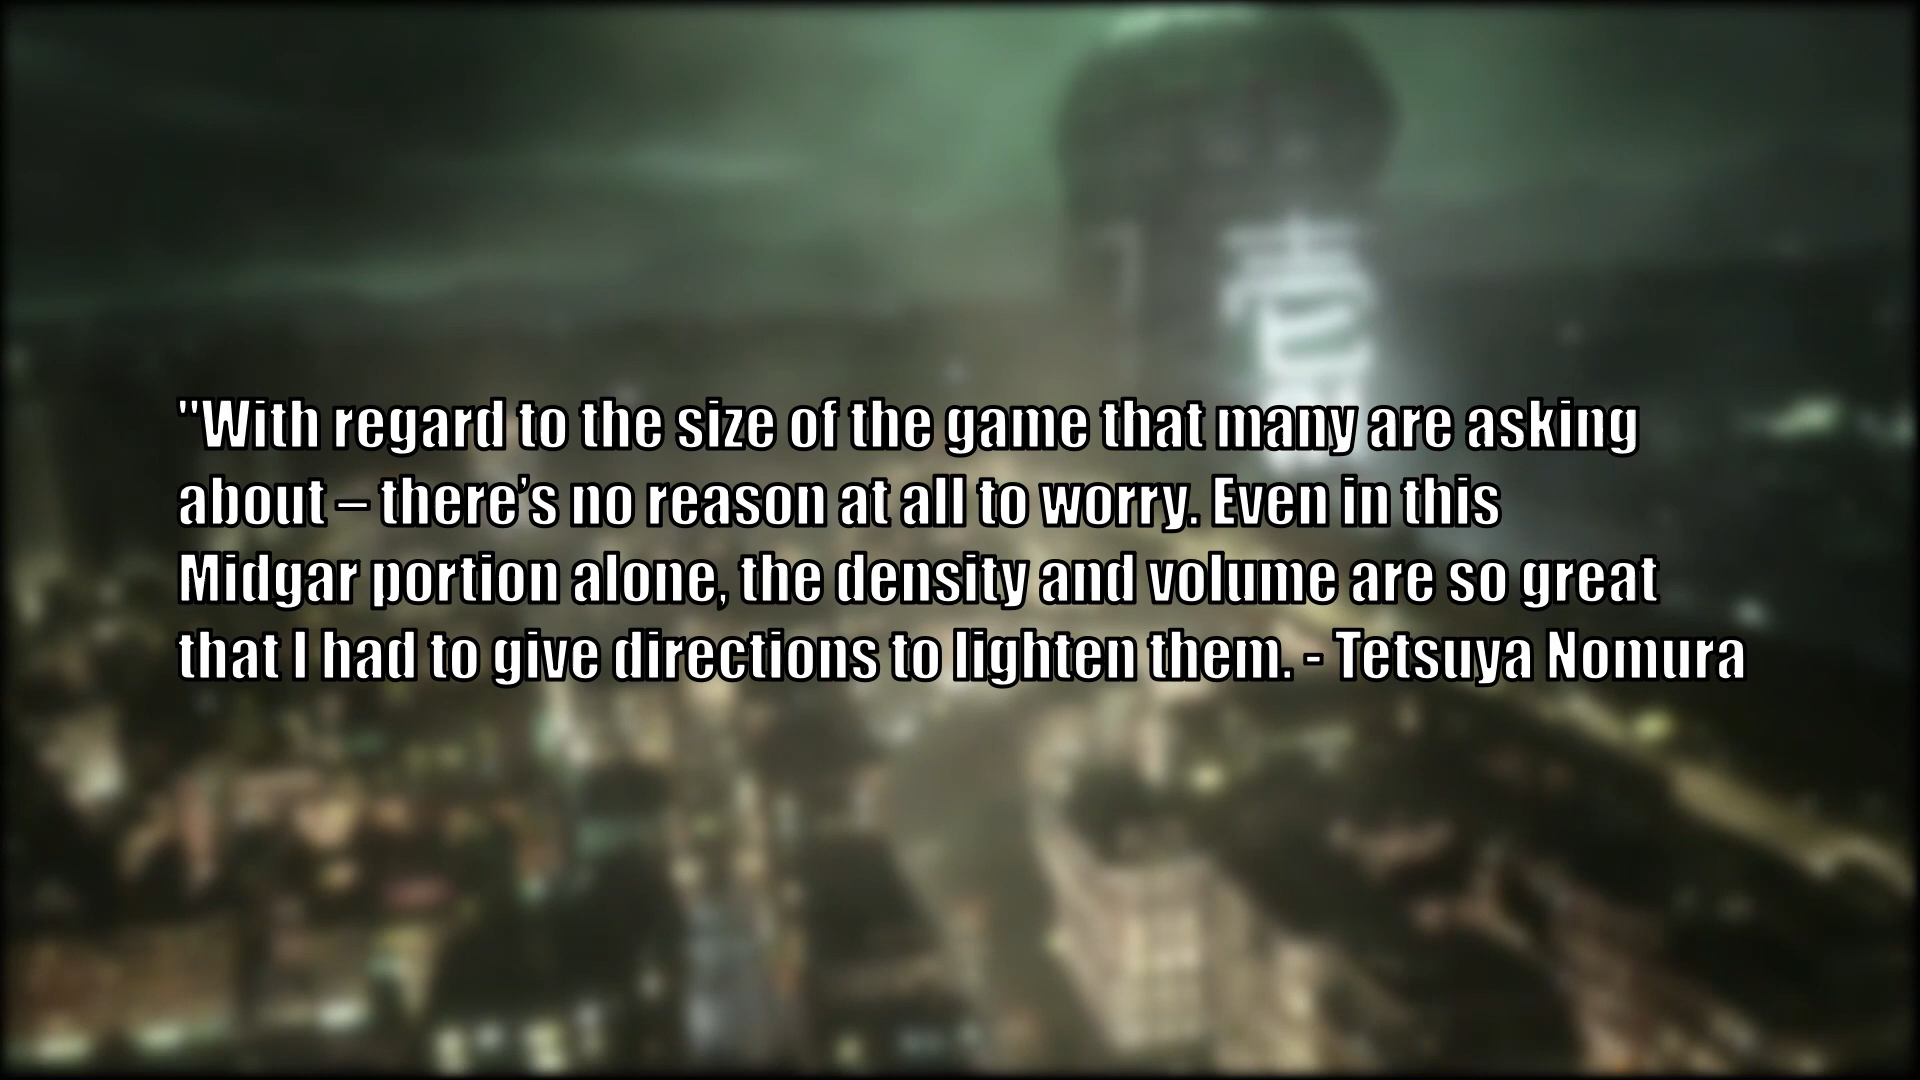 "With regard to the size of the game that many are asking
about – there’s no reason at all to worry. Even in this
Midgar portion alone, the density and volume are so great
that I had to give directions to lighten them. - Tetsuya Nomura